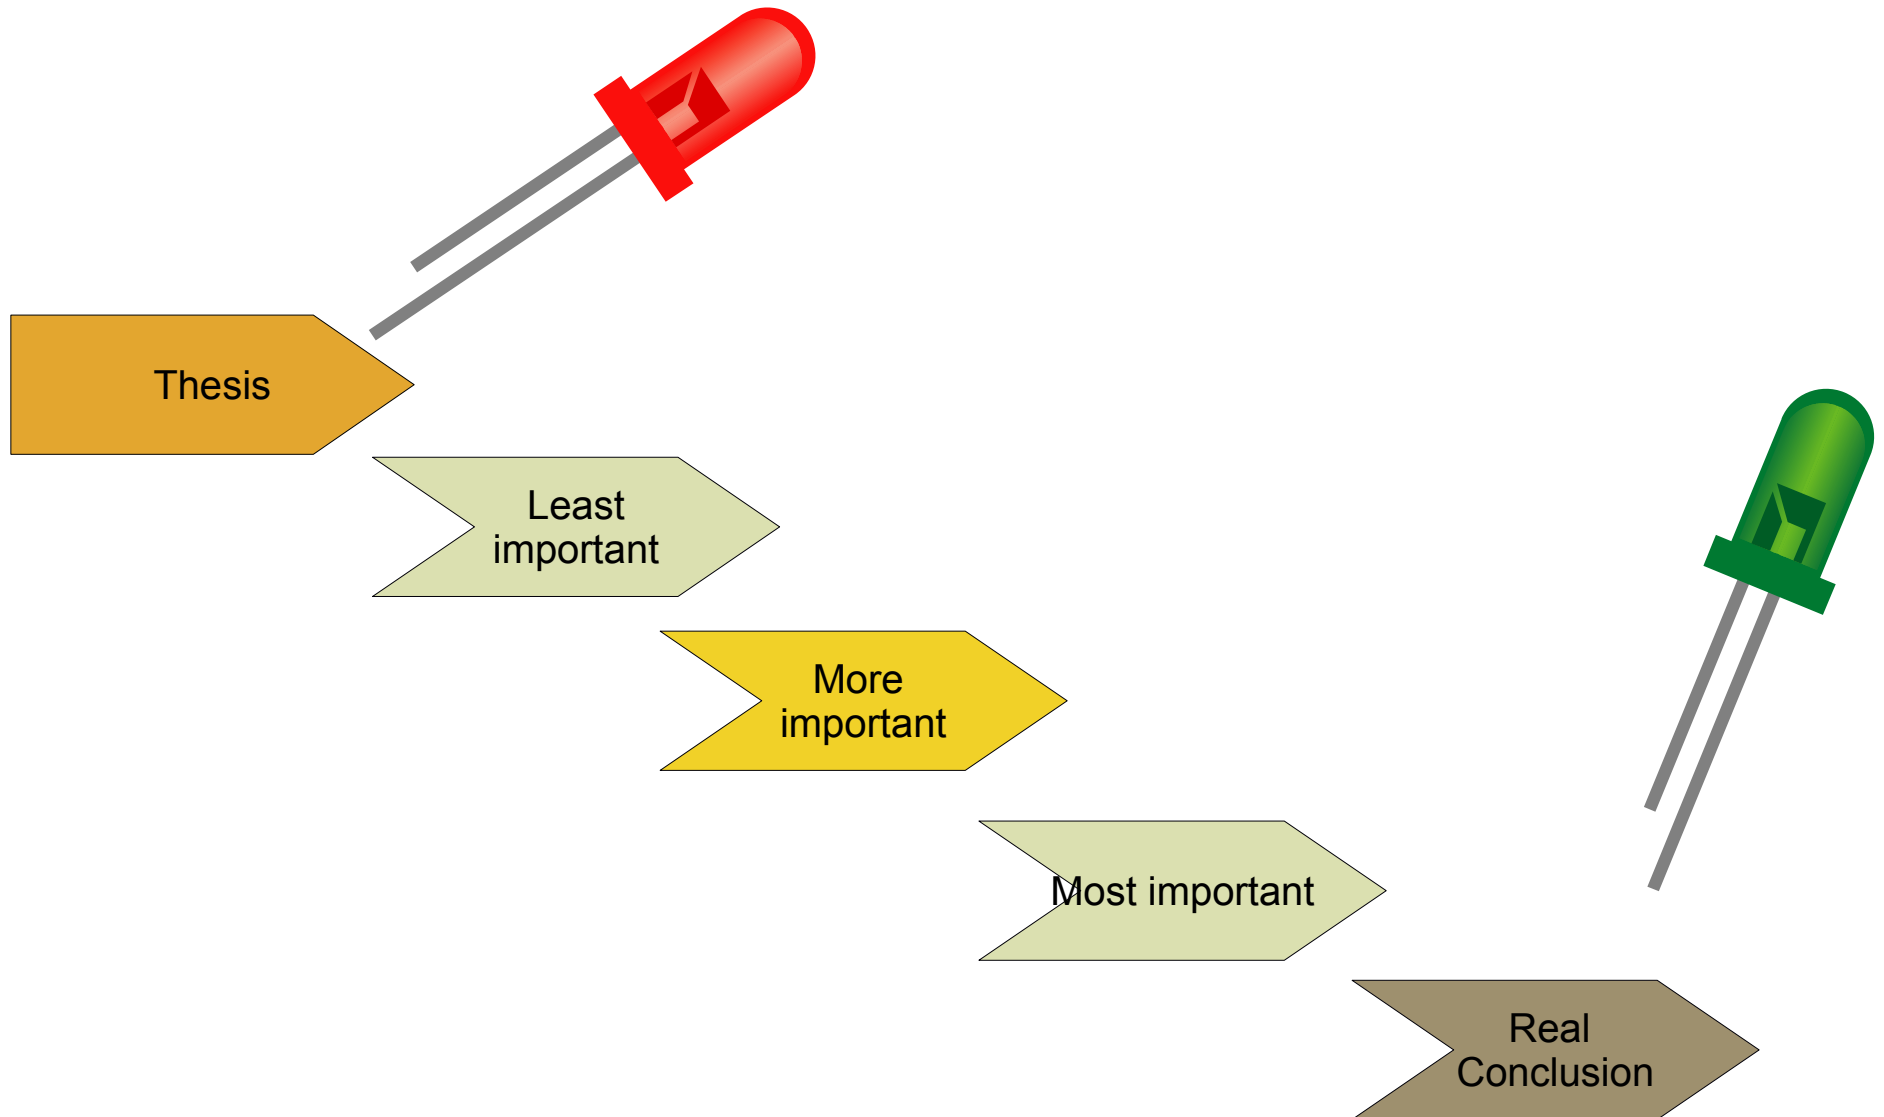 Thesis
Least
important
More
important
Most important
Real
Conclusion